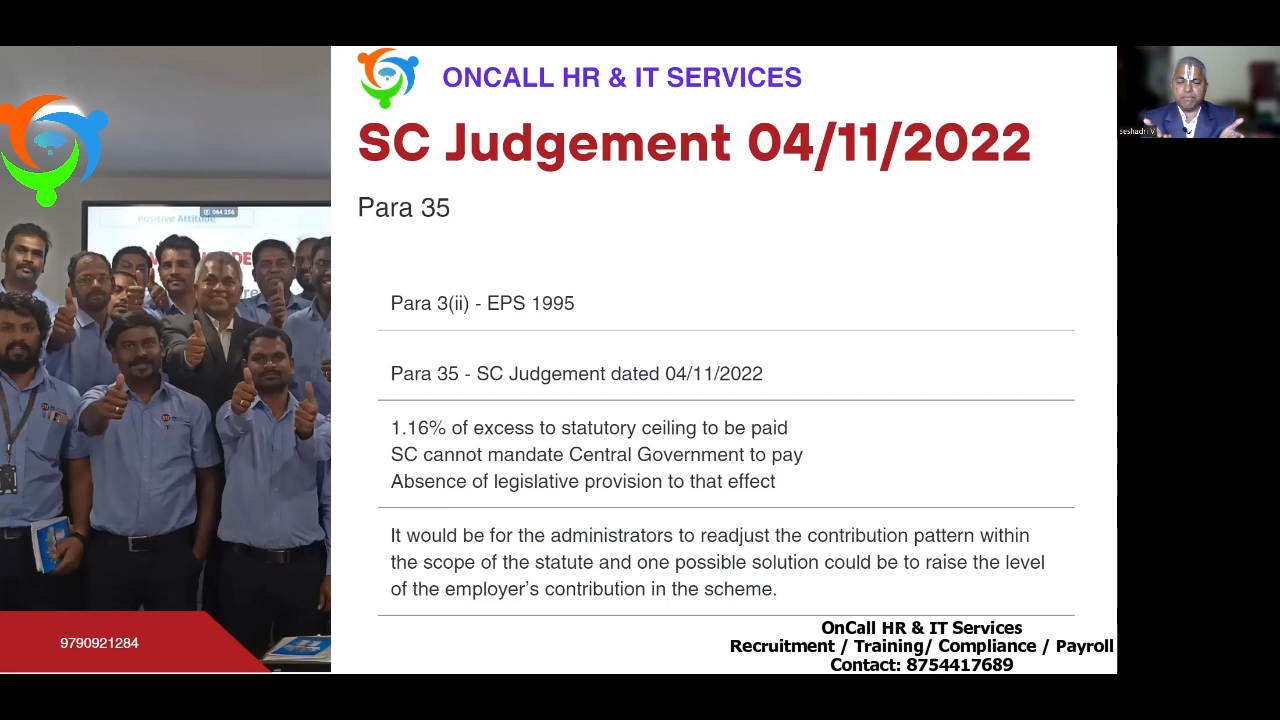 ONCALL HR & IT SERVICES
SC Judgement 04/11/2022
Para 35
Para 3(ii) - EPS 1995
Para 35 - SC Judgement dated 04/11/2022
1.16% of excess to statutory ceiling to be paid
SC cannot mandate Central Government to pay
Absence of legislative provision to that effect
It would be for the administrators to readjust the contribution pattern within
the scope of the statute and one possible solution could be to raise the level
of the employer's contribution in the scheme.
OnCall HR & IT Services
Recruitment / Training/ Compliance / Payroll
Contact: 8754417689
9790921284
Positive Attitude
seshadri V